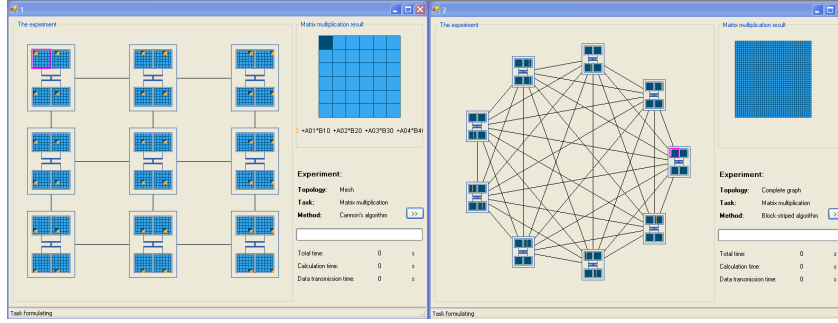 1
The experiment
Matrix multiplication result
+A01*B10 +A02*B20 +A03*B30 +A04*B4
Experiment:
Topology: Mesh
Task: Matrix multiplication
Method: Cannon's algorithm >>
Total time: 0 s
Calculation time: 0 s
Data transmission time: 0 s
Task formulating
2
The experiment
Matrix multiplication result
Experiment:
Topology: Complete graph
Task: Matrix multiplication
Method: Block-striped algorithm >>
Total time: 0 s
Calculation time: 0 s
Data transmission time: 0 s
Task formulating